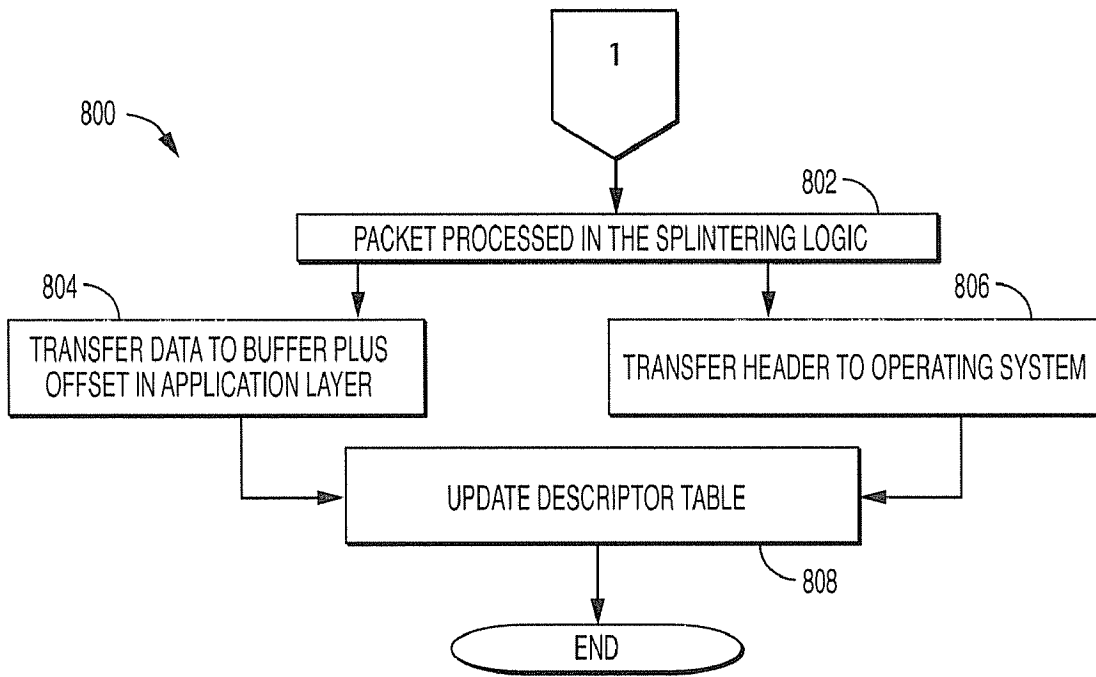 1
800
802
PACKET PROCESSED IN THE SPLINTERING LOGIC
804
806
TRANSFER DATA TO BUFFER PLUS
OFFSET IN APPLICATION LAYER
TRANSFER HEADER TO OPERATING SYSTEM
UPDATE DESCRIPTOR TABLE
808
END